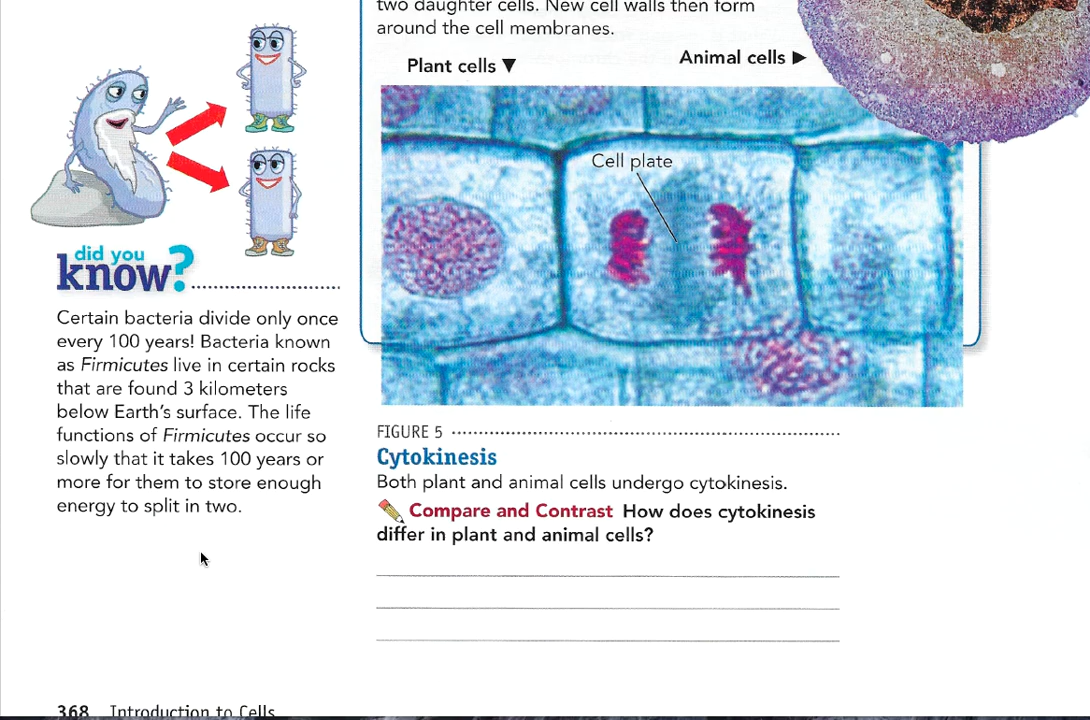 two daughter cells. New cell walls then form
around the cell membranes.
Plant cells ▼
Animal cells ►
Cell plate
did you
know?
Certain bacteria divide only once
every 100 years! Bacteria known
as Firmicutes live in certain rocks
that are found 3 kilometers
below Earth's surface. The life
functions of Firmicutes occur so
slowly that it takes 100 years or
more for them to store enough
energy to split in two.
FIGURE 5
Cytokinesis
Both plant and animal cells undergo cytokinesis.
Compare and Contrast How does cytokinesis
differ in plant and animal cells?
368 Introduction to Cells